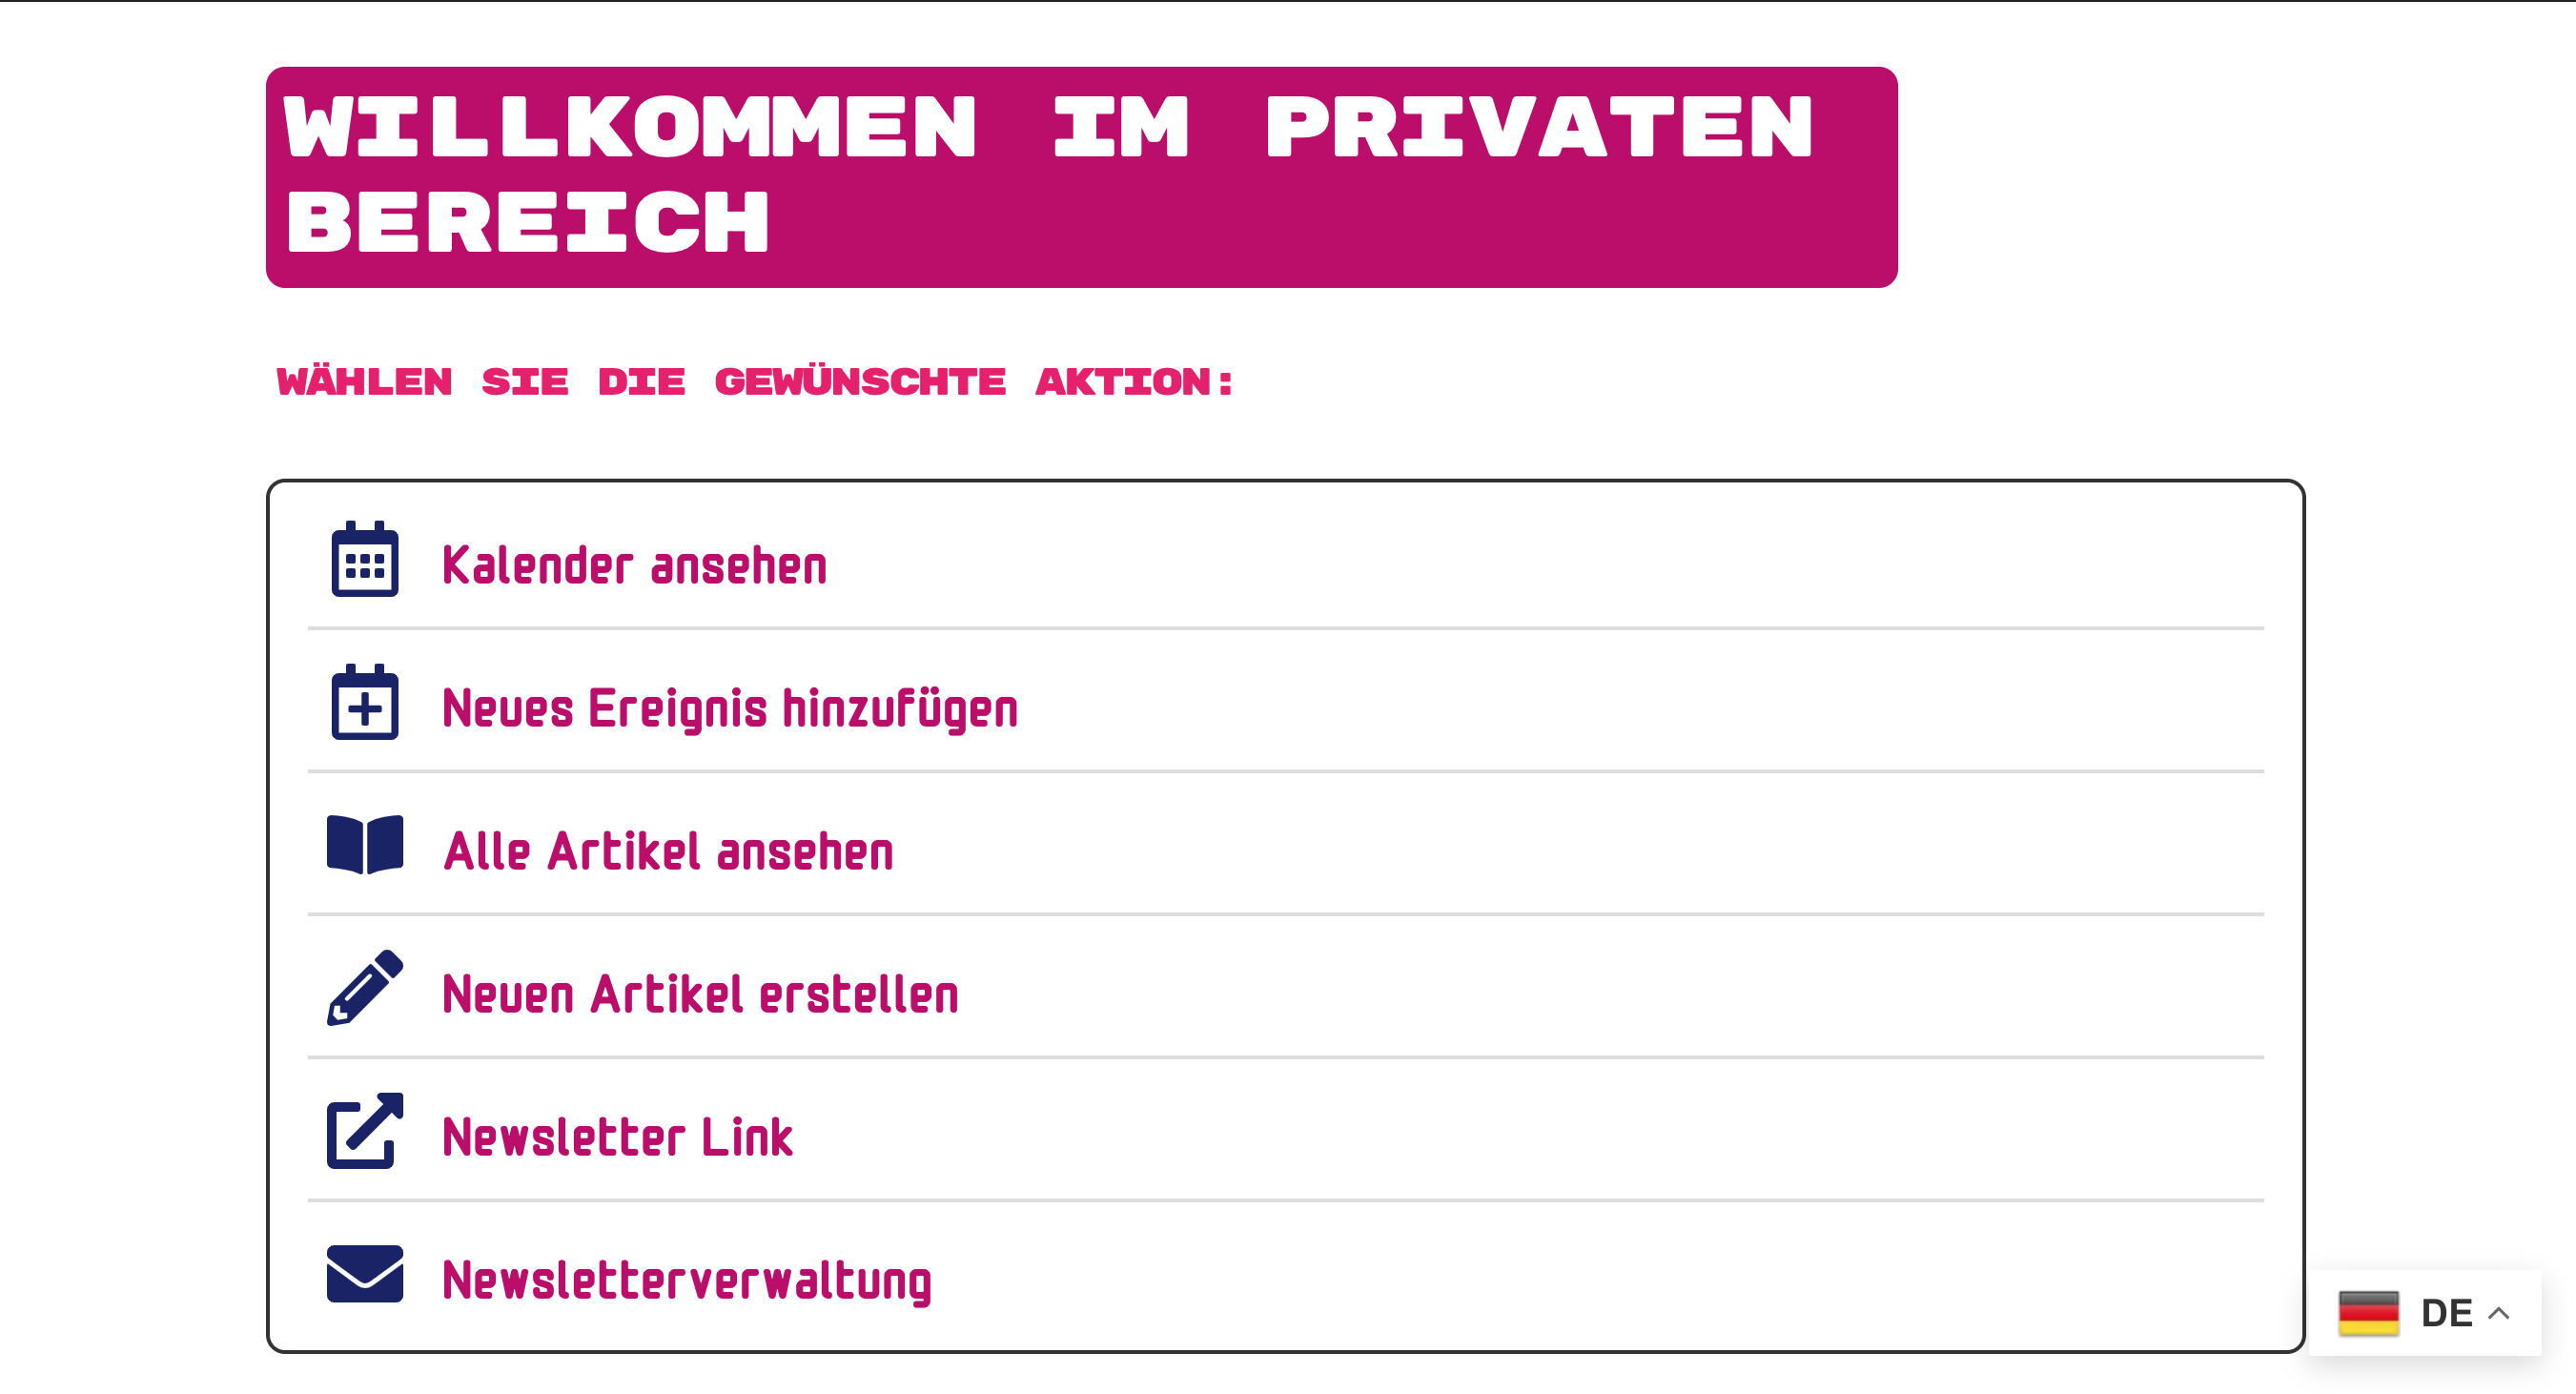 WILLKOMMEN IM PRIVATEN
BEREICH
WÄHLEN SIE DIE GEWÜNSCHTE AKTION:
Kalender ansehen
Neues Ereignis hinzufügen
Alle Artikel ansehen
Neuen Artikel erstellen
Newsletter Link
Newsletterverwaltung
DE